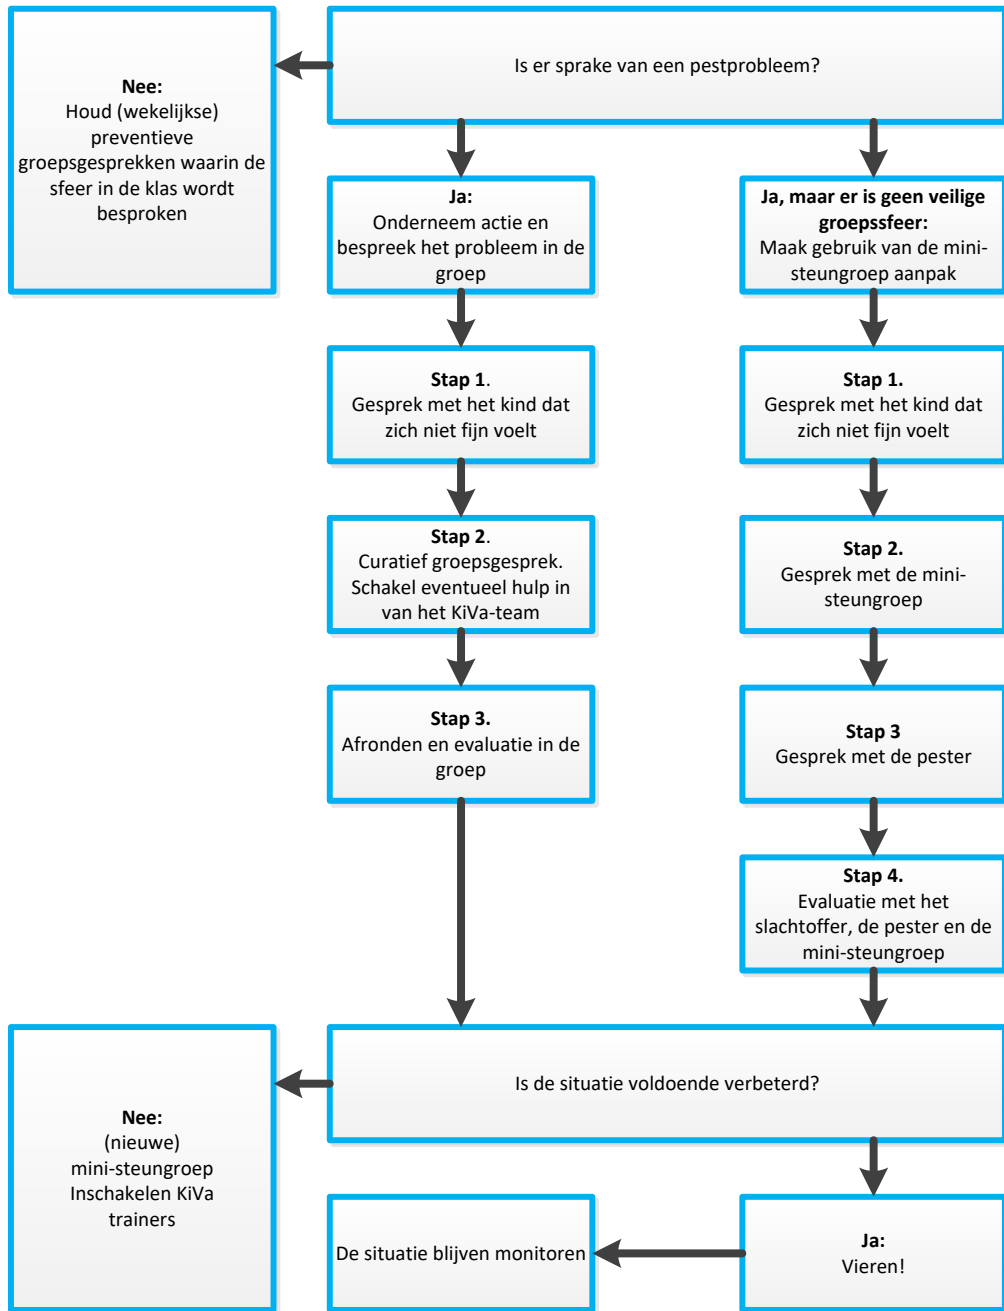 Is er sprake van een pestprobleem?
Nee:
Houd (wekelijkse)
preventieve
groepsgesprekken waarin de
sfeer in de klas wordt
besproken
Ja:
Onderneem actie en
bespreek het probleem in de
groep
Ja, maar er is geen veilige
groepssfeer:
Maak gebruik van de mini-
steungroep aanpak
Stap 1.
Gesprek met het kind dat
zich niet fijn voelt
Stap 1.
Gesprek met het kind dat
zich niet fijn voelt
Stap 2.
Curatief groepsgesprek.
Schakel eventueel hulp in
van het KiVa-team
Stap 2.
Gesprek met de mini-
steungroep
Stap 3.
Afronden en evaluatie in de
groep
Stap 3
Gesprek met de pester
Stap 4.
Evaluatie met het
slachtoffer, de pester en de
mini-steungroep
Is de situatie voldoende verbeterd?
Nee:
(nieuwe)
mini-steungroep
Inschakelen KiVa
trainers
De situatie blijven monitoren
Ja:
Vieren!